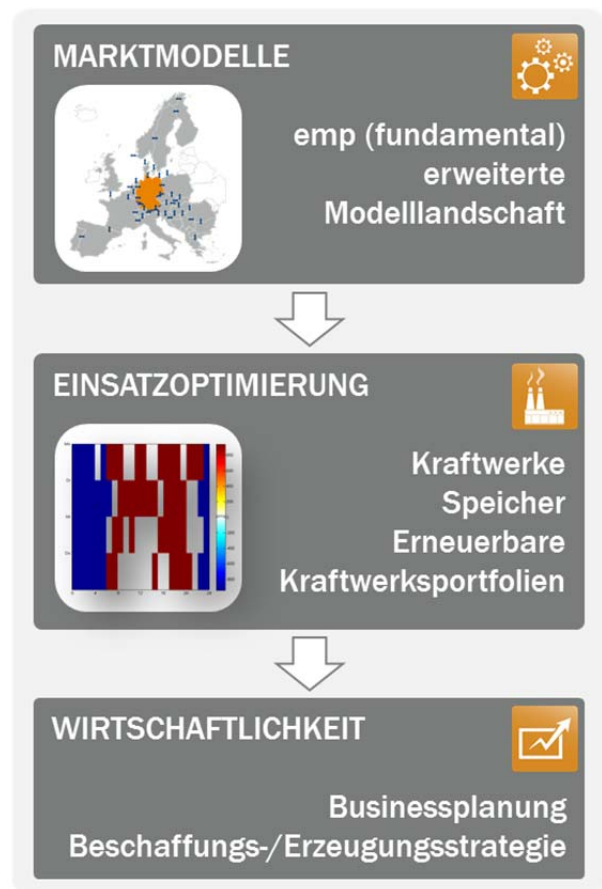 MARKTMODELLE
emp (fundamental)
erweiterte
Modelllandschaft
EINSATZOPTIMIERUNG
Kraftwerke
Speicher
Erneuerbare
Kraftwerksportfolien
WIRTSCHAFTLICHKEIT
Businessplanung
Beschaffungs-/Erzeugungsstrategie